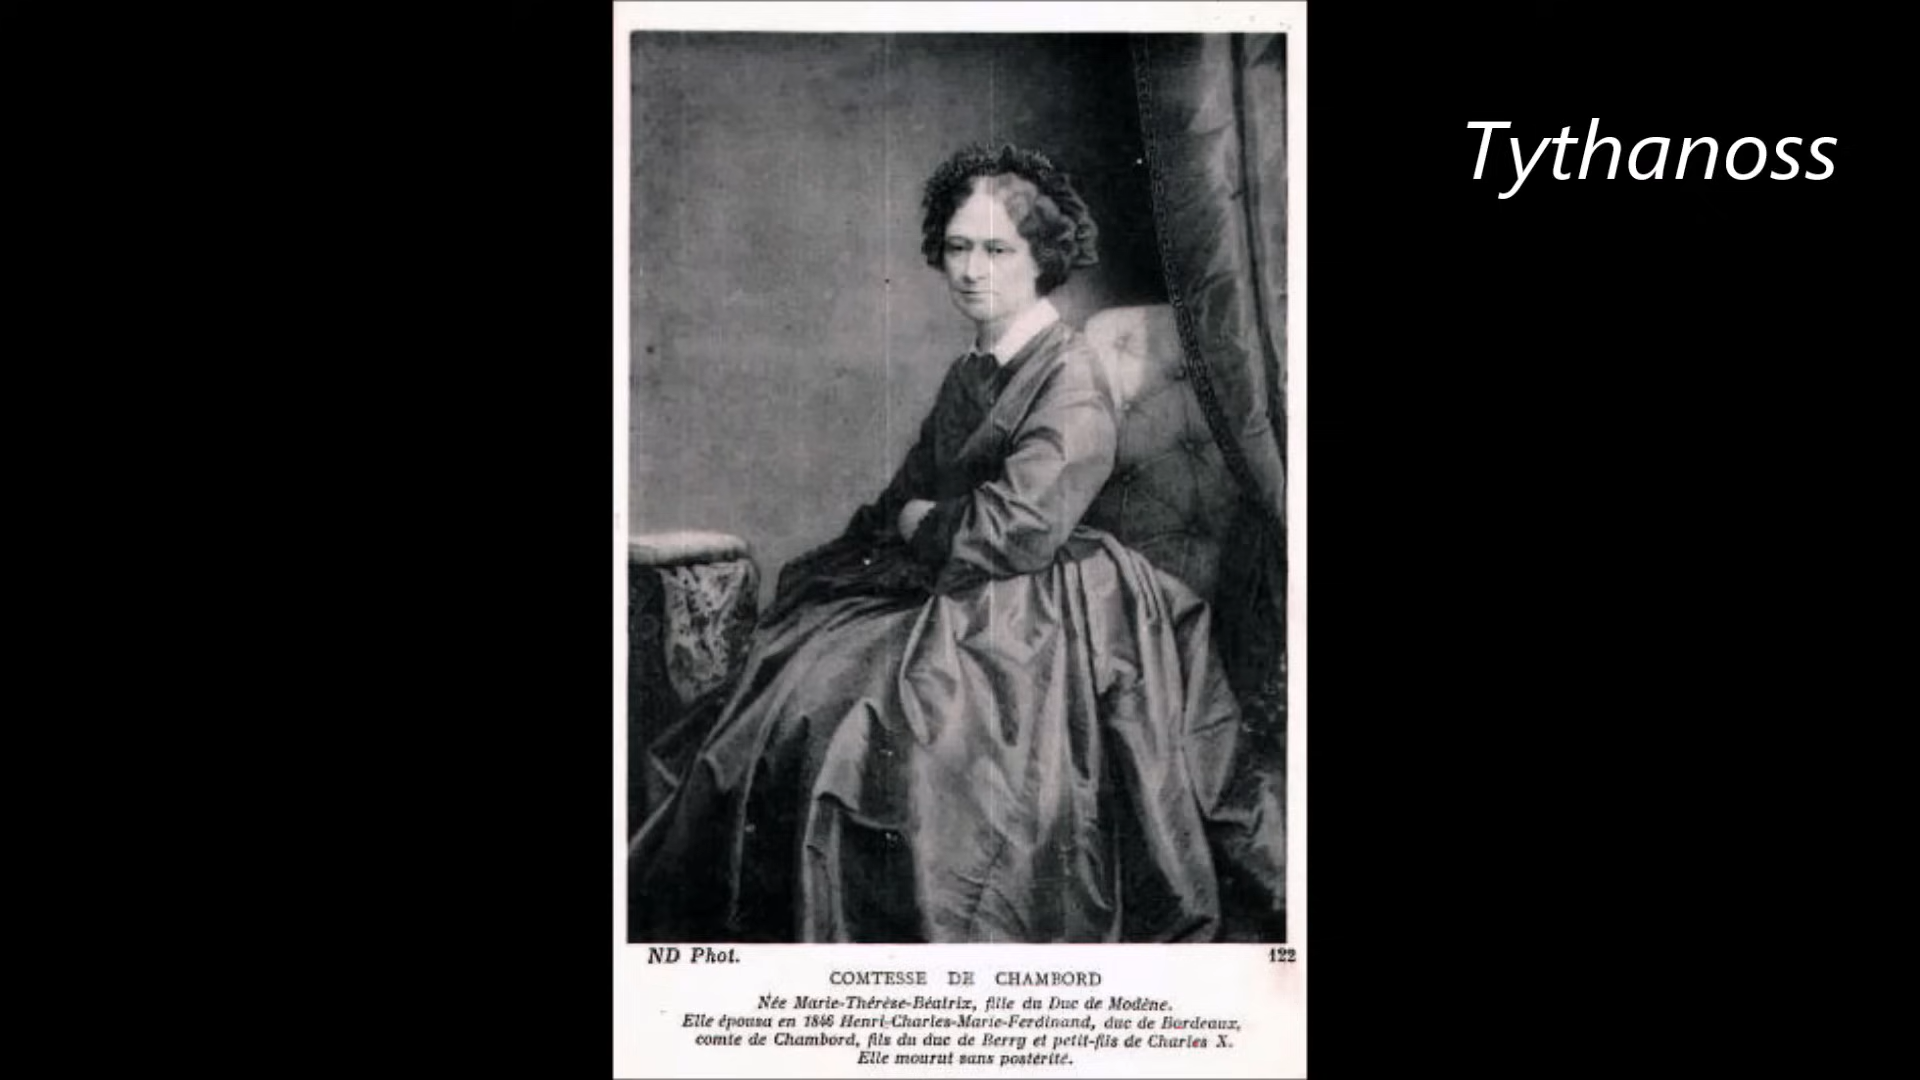 Tythanoss
ND Phot.
122
COMTESSE DE CHAMBORD
Née Marie-Thérèse-Béatrix, fille du Duc de Modène.
Elle épousa en 1846 Henri-Charles-Marie-Ferdinand, duc de Bordeaux,
comte de Chambord, fils du duc de Berry et petit-fils de Charles X.
Elle mourut sans postérité.